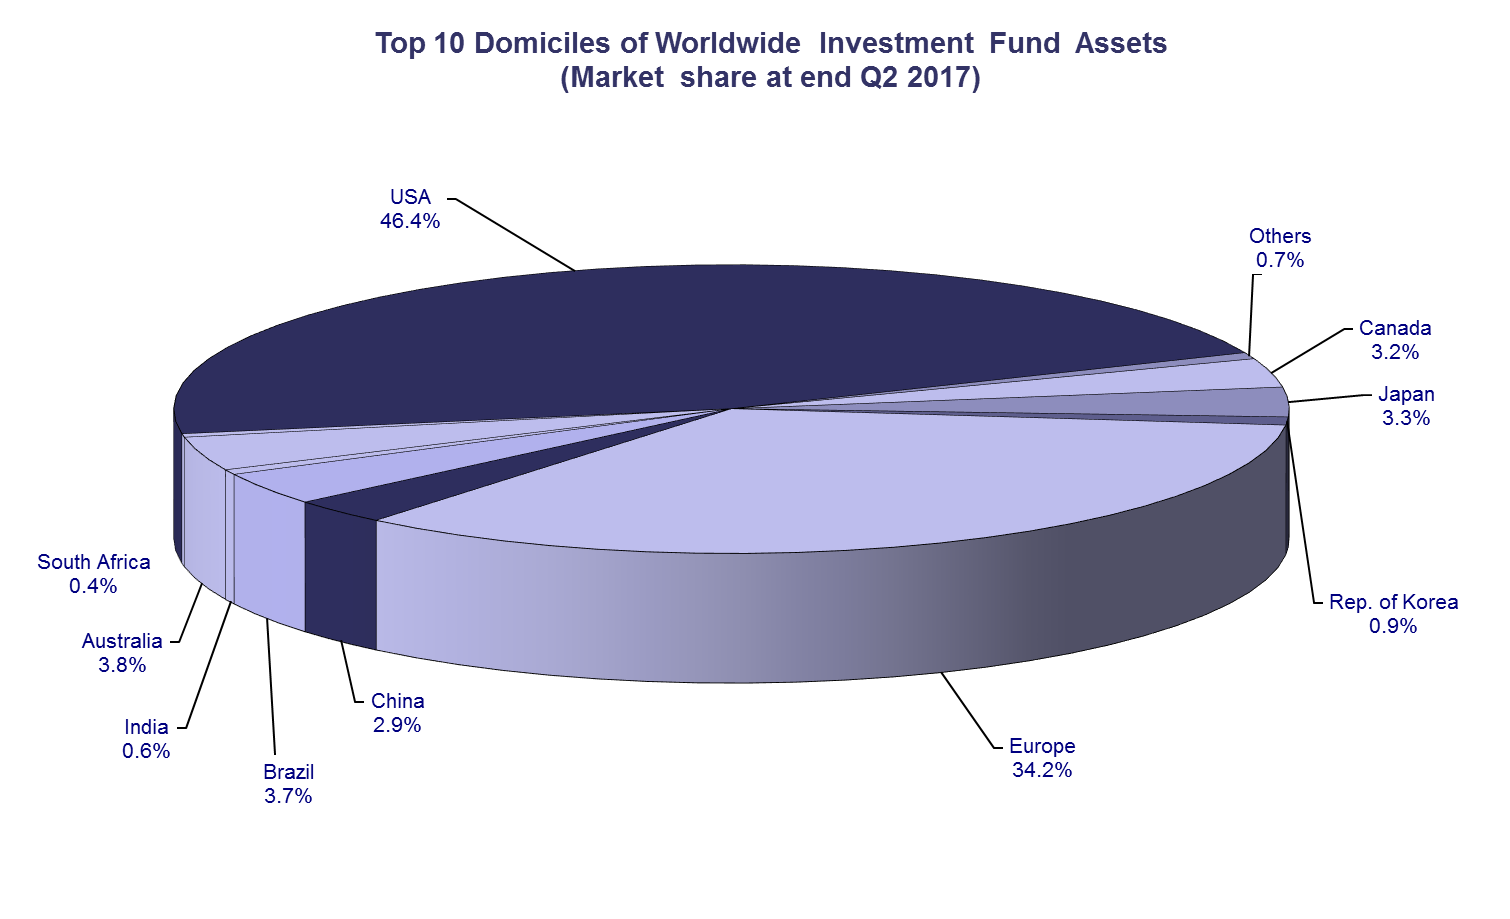 Top 10 Domiciles of Worldwide Investment Fund Assets
(Market share at end Q2 2017)
USA
46.4%
Others
0.7%
Canada
3.2%
Japan
3.3%
Rep. of Korea
0.9%
Europe
34.2%
China
2.9%
Brazil
3.7%
India
0.6%
Australia
3.8%
South Africa
0.4%